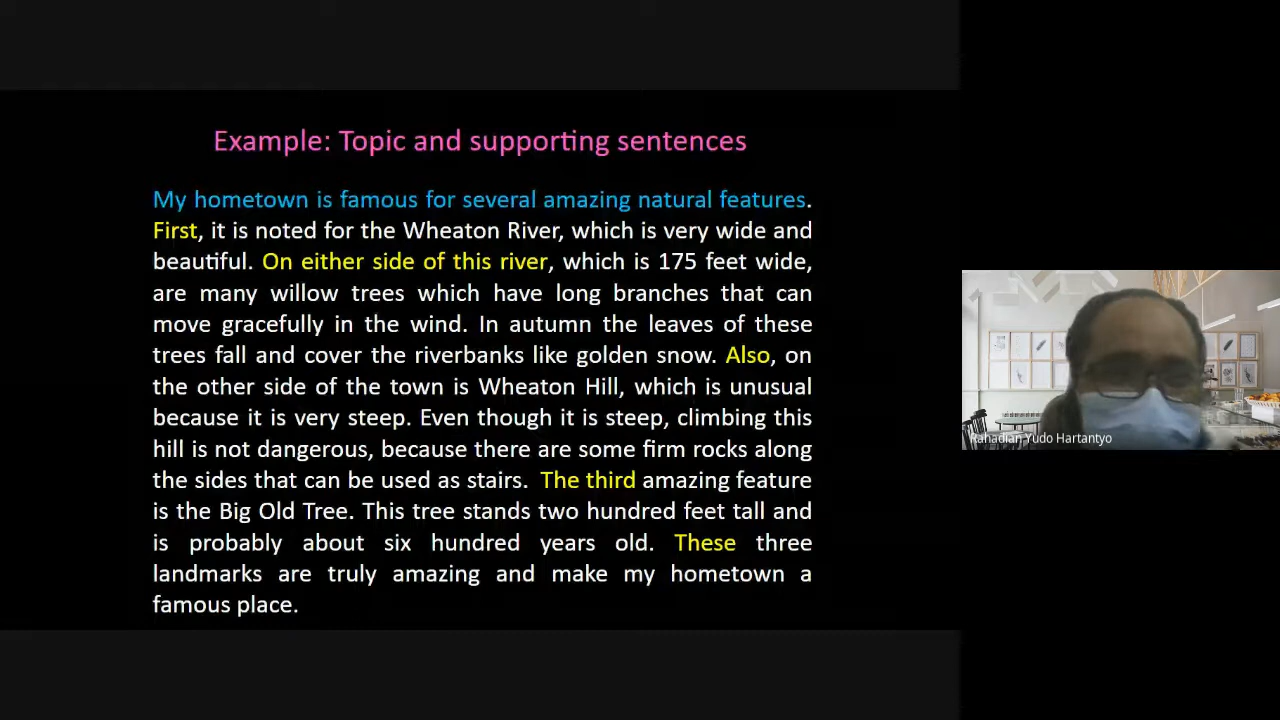 Example: Topic and supporting sentences
My hometown is famous for several amazing natural features.
First, it is noted for the Wheaton River, which is very wide and
beautiful. On either side of this river, which is 175 feet wide,
are many willow trees which have long branches that can
move gracefully in the wind. In autumn the leaves of these
trees fall and cover the riverbanks like golden snow. Also, on
the other side of the town is Wheaton Hill, which is unusual
because it is very steep. Even though it is steep, climbing this
hill is not dangerous, because there are some firm rocks along
the sides that can be used as stairs. The third amazing feature
is the Big Old Tree. This tree stands two hundred feet tall and
is probably about six hundred years old. These three
landmarks are truly amazing and make my hometown a
famous place.
Rahadian Yudo Hartantyo